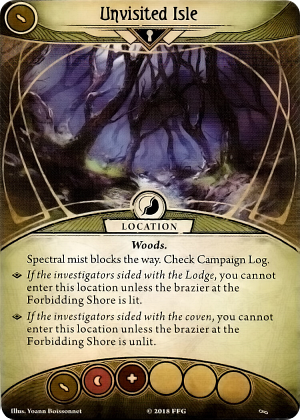 Unvisited Isle
LOCATION
Woods.
Spectral mist blocks the way. Check Campaign Log.
If the investigators sided with the Lodge, you cannot
enter this location unless the brazier at the
Forbidding Shore is lit.
If the investigators sided with the coven, you cannot
enter this location unless the brazier at the
Forbidding Shore is unlit.
Illus. Yoann Boissonnet
© 2018 FFG